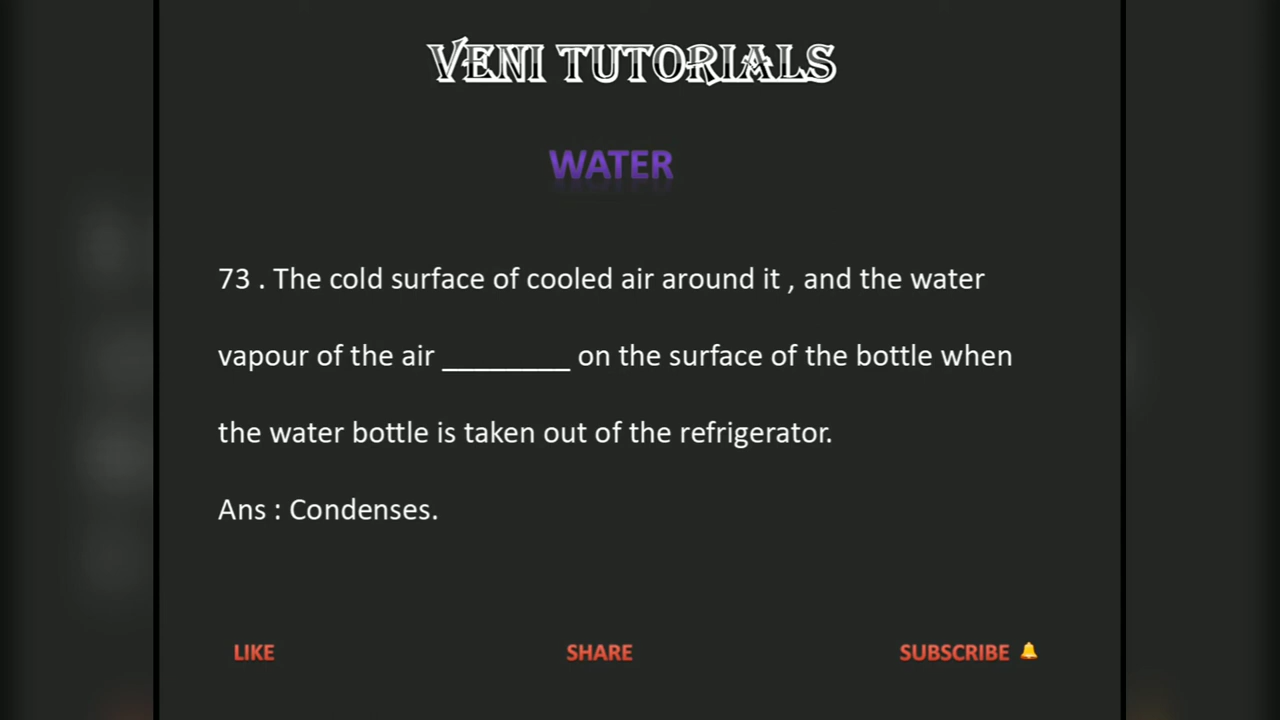 VENI TUTORIALS
WATER
73 . The cold surface of cooled air around it , and the water
vapour of the air ________ on the surface of the bottle when
the water bottle is taken out of the refrigerator.
Ans : Condenses.
LIKE SHARE SUBSCRIBE 🔔